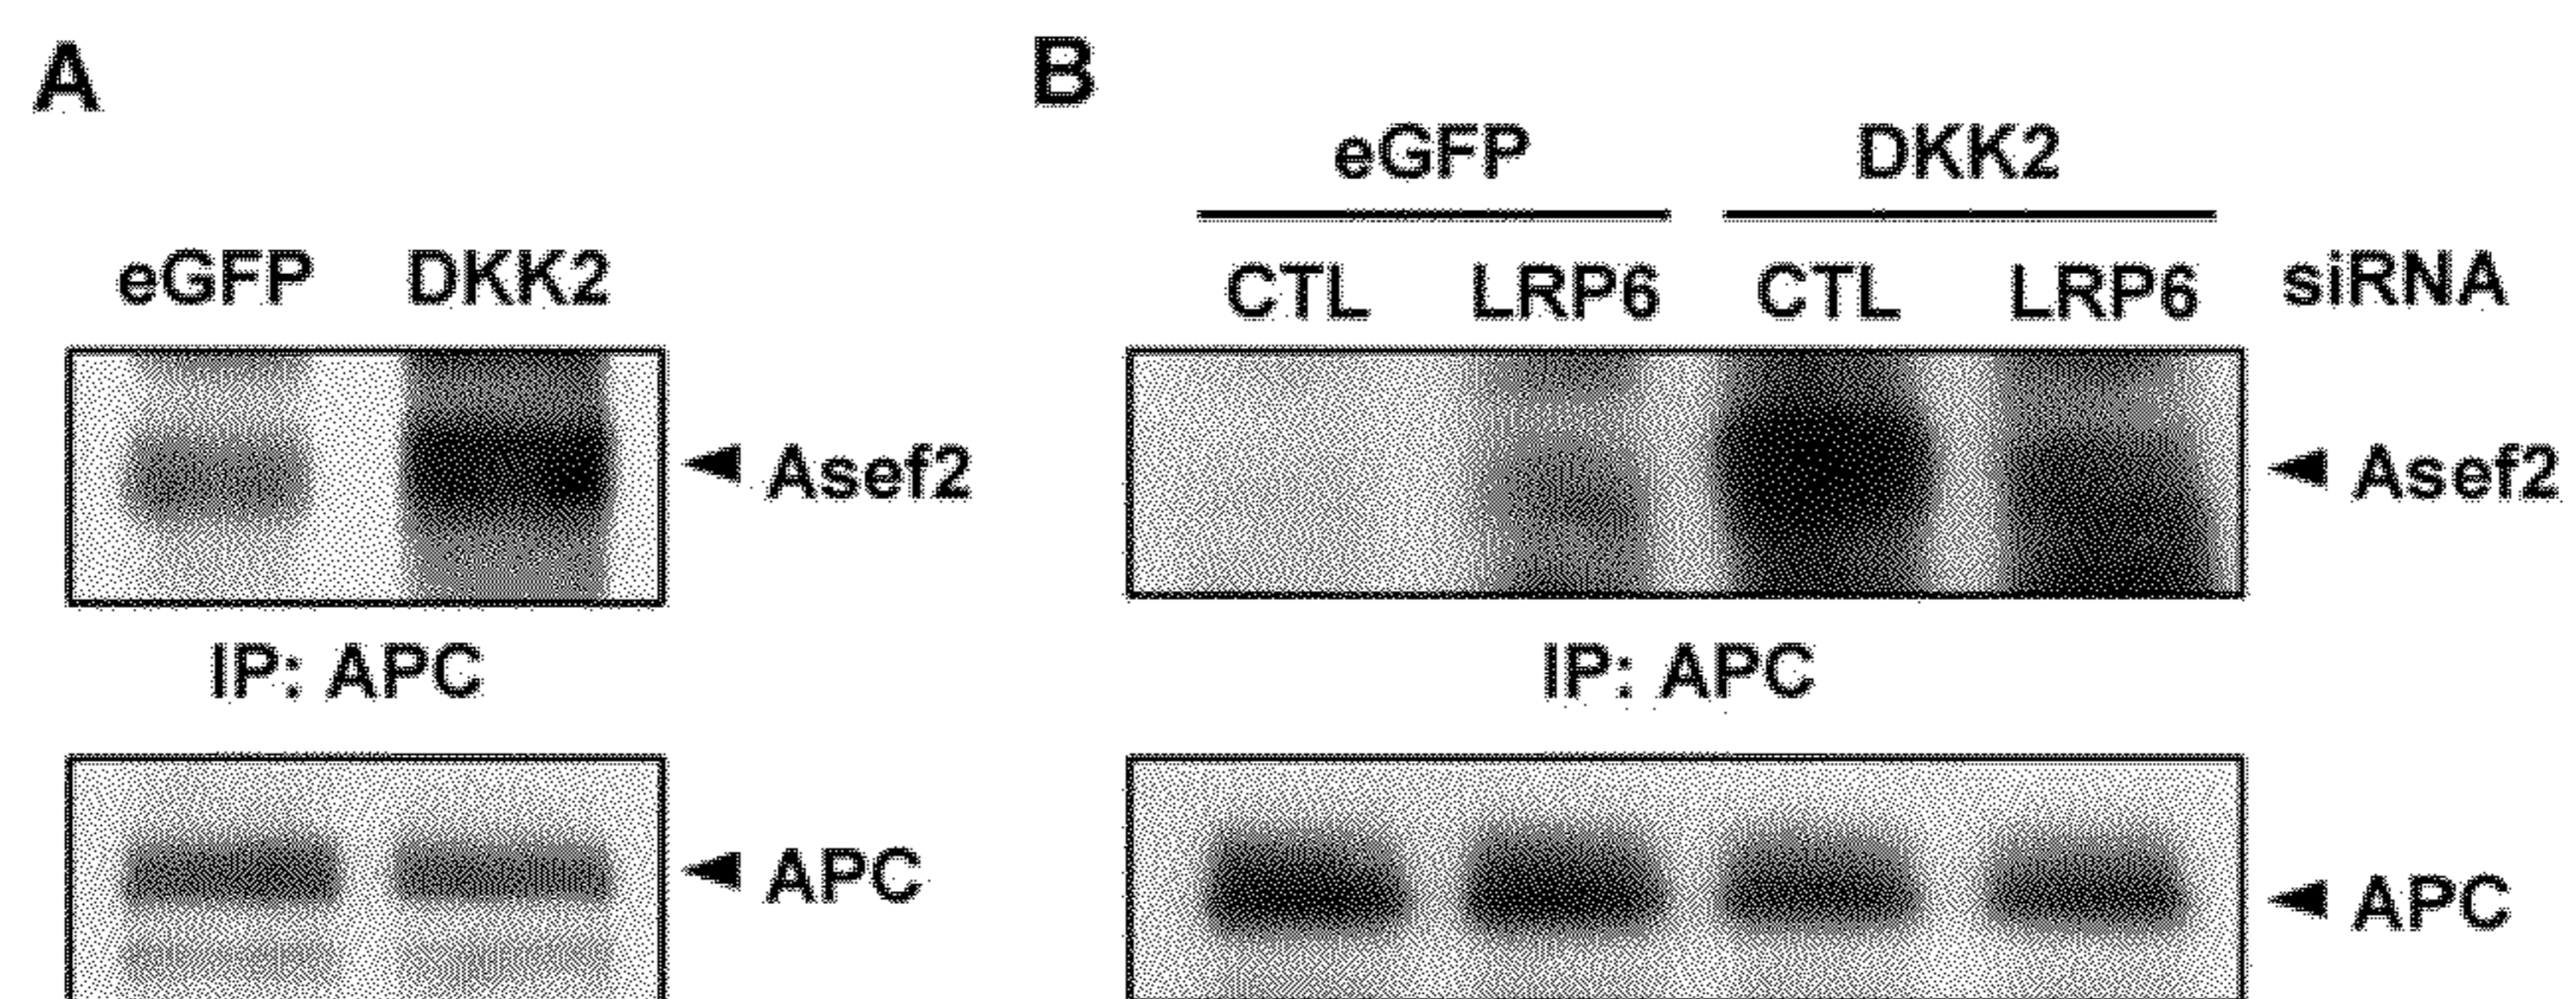 A
B
eGFP DKK2
eGFP DKK2
CTL LRP6 CTL LRP6 siRNA
Asef2
Asef2
IP: APC
IP: APC
APC
APC